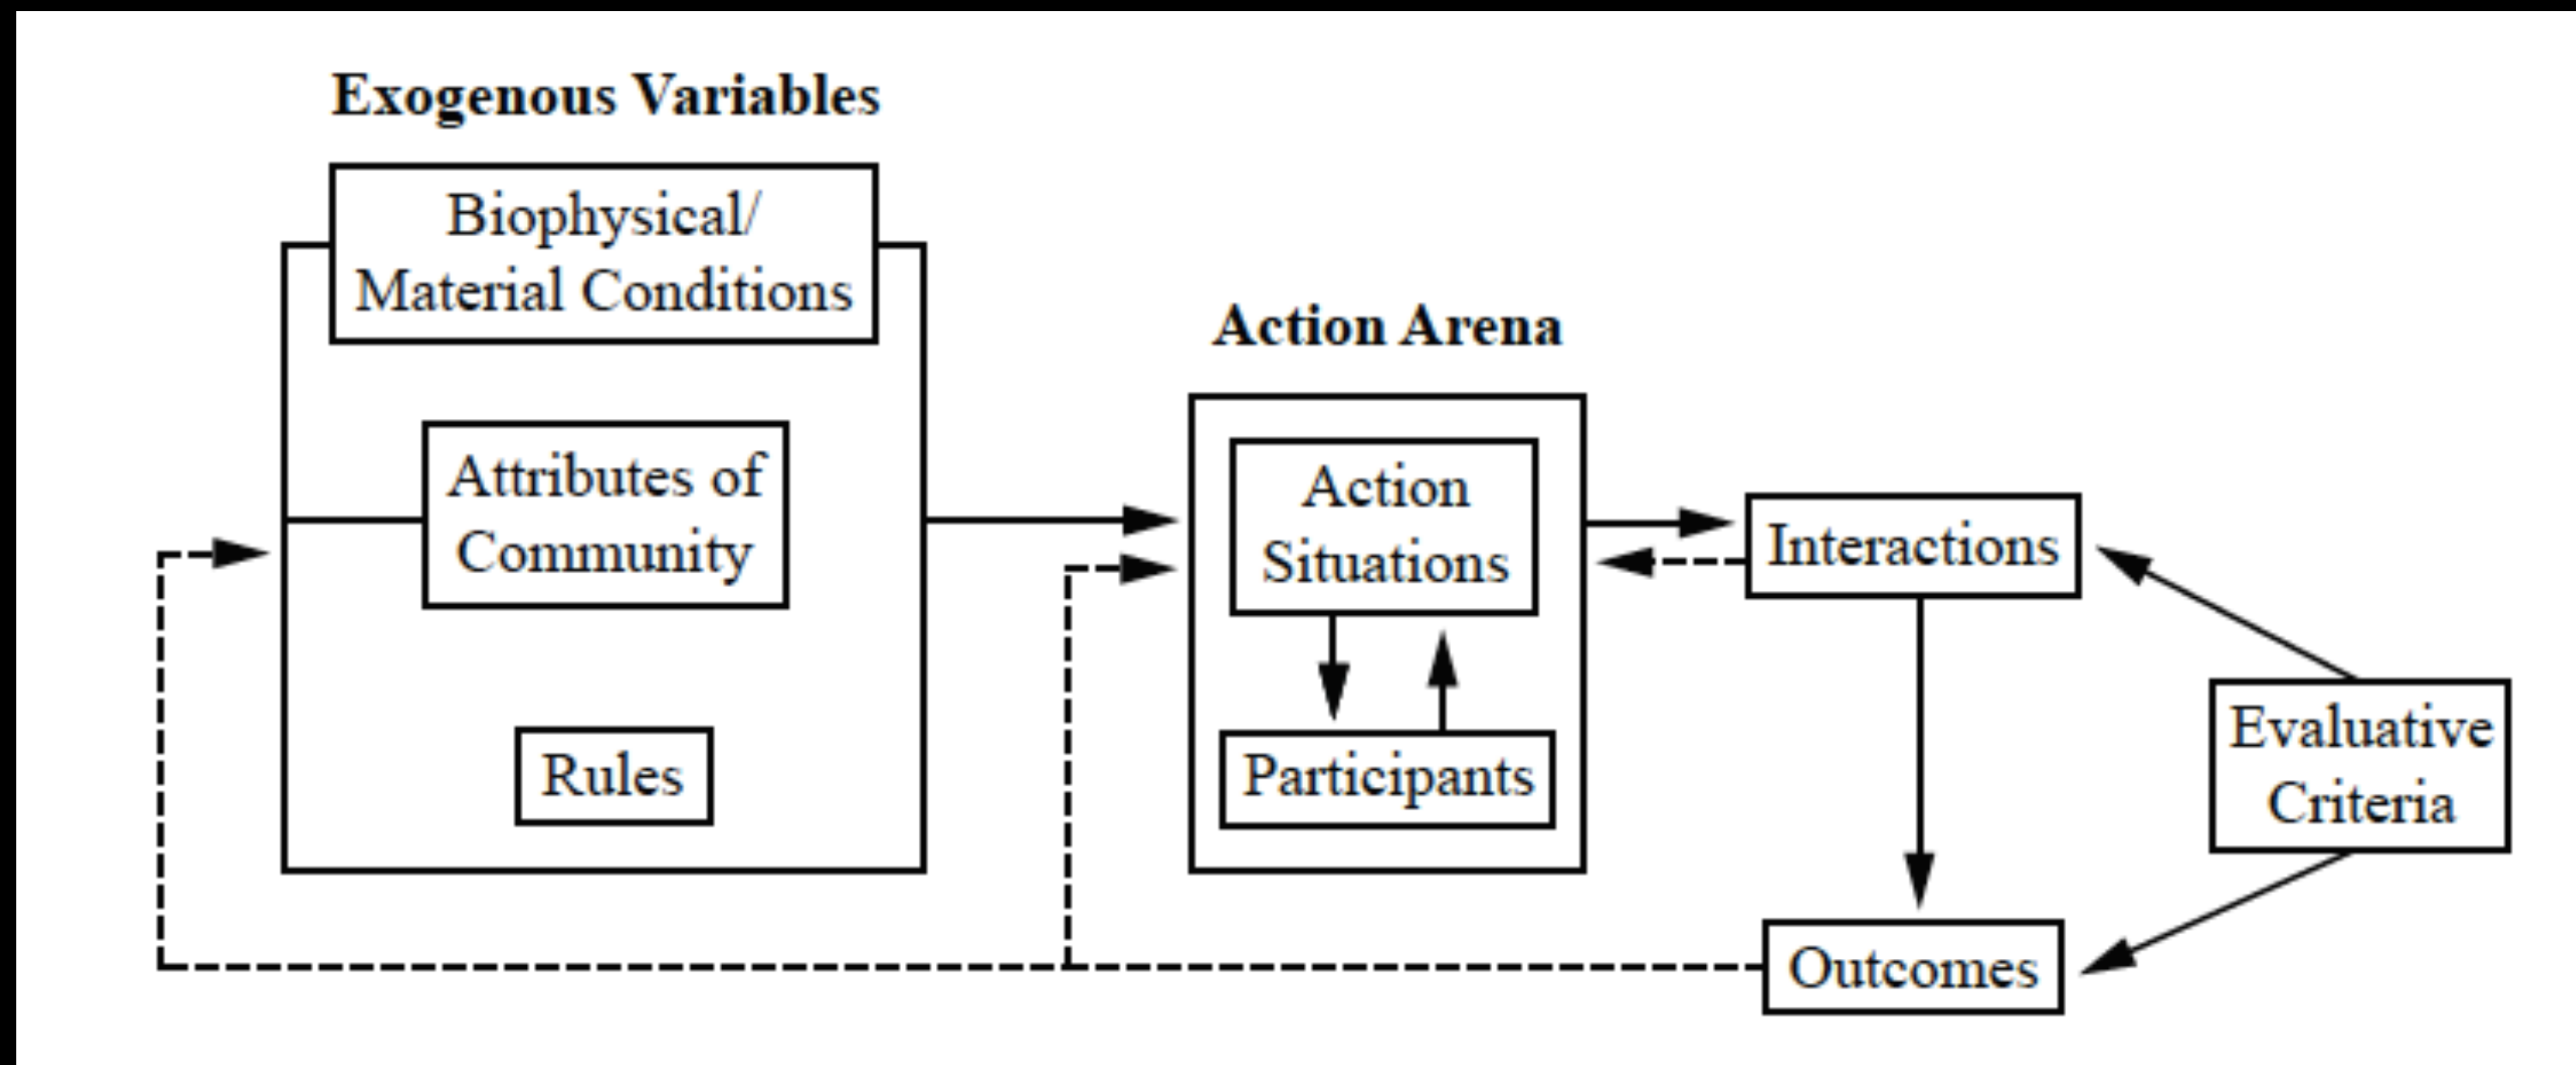 Exogenous Variables
Biophysical/
Material Conditions
Attributes of
Community
Rules
Action Arena
Action
Situations
Participants
Interactions
Outcomes
Evaluative
Criteria